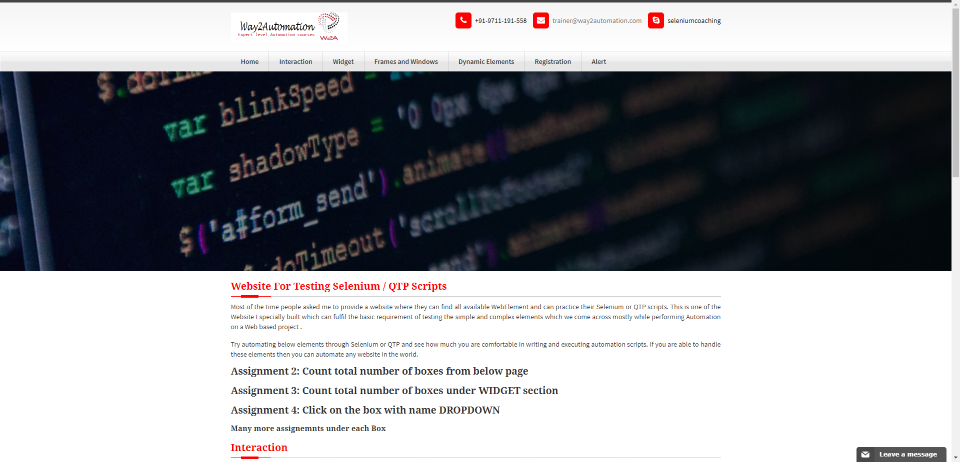 Way2Automation
Expert level Automation courses
W2A
+91-9711-191-558
trainer@way2automation.com
seleniumcoaching
Home
Interaction
Widget
Frames and Windows
Dynamic Elements
Registration
Alert
var blinkSpeed
var shadowType = '0 0px 0px 0px
$('a#form_send').animate(
doTimeout('scrollToForced'
Website For Testing Selenium / QTP Scripts
Most of the time people asked me to provide a website where they can find all available WebElement and can practice their Selenium or QTP scripts. This is one of the
Website I specially built which can fulfil the basic requirement of testing the simple and complex elements which we come across mostly while performing Automation
on a Web based project .
Try automating below elements through Selenium or QTP and see how much you are comfortable in writing and executing automation scripts. If you are able to handle
these elements then you can automate any website in the world.
Assignment 2: Count total number of boxes from below page
Assignment 3: Count total number of boxes under WIDGET section
Assignment 4: Click on the box with name DROPDOWN
Many more assignemnts under each Box
Interaction
Leave a message